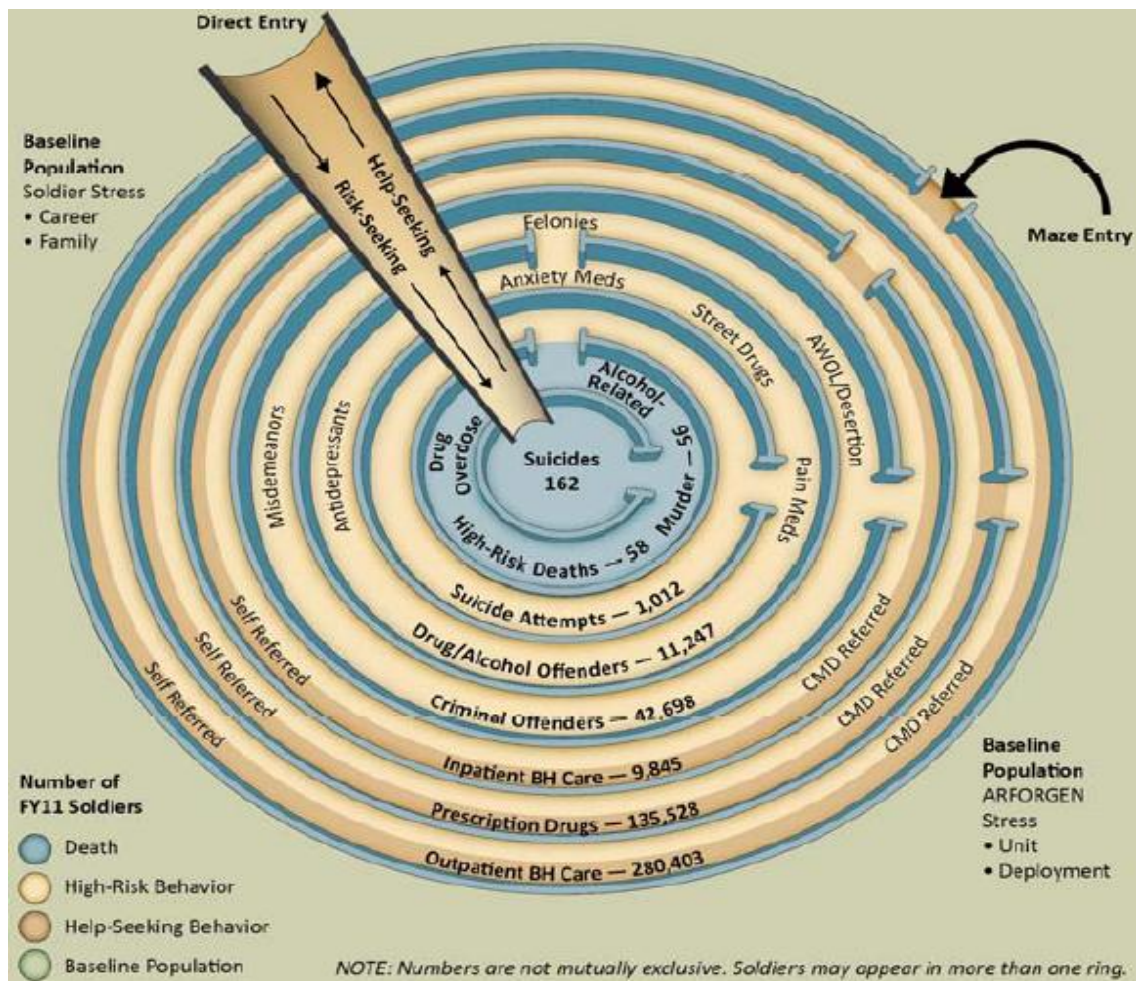 Direct Entry
Baseline
Population
Soldier Stress
• Career
• Family
Help-Seeking
Risk-Seeking
Maze Entry
Felonies
Anxiety Meds
Street Drugs
AWOL/Desertion
Pain Meds
Misdemeanors
Antidepressants
Drug
Overdose
Alcohol-
Related
Murder — 56
Suicides
162
High-Risk Deaths — 58
Suicide Attempts — 1,012
Drug/Alcohol Offenders — 11,247
Criminal Offenders — 42,698
Inpatient BH Care — 9,845
Prescription Drugs — 135,528
Outpatient BH Care — 280,403
Self Referred
Self Referred
Self Referred
CMD Referred
CMD Referred
CMD Referred
Baseline
Population
ARFORGEN
Stress
• Unit
• Deployment
Number of
FY11 Soldiers
Death
High-Risk Behavior
Help-Seeking Behavior
Baseline Population
NOTE: Numbers are not mutually exclusive. Soldiers may appear in more than one ring.